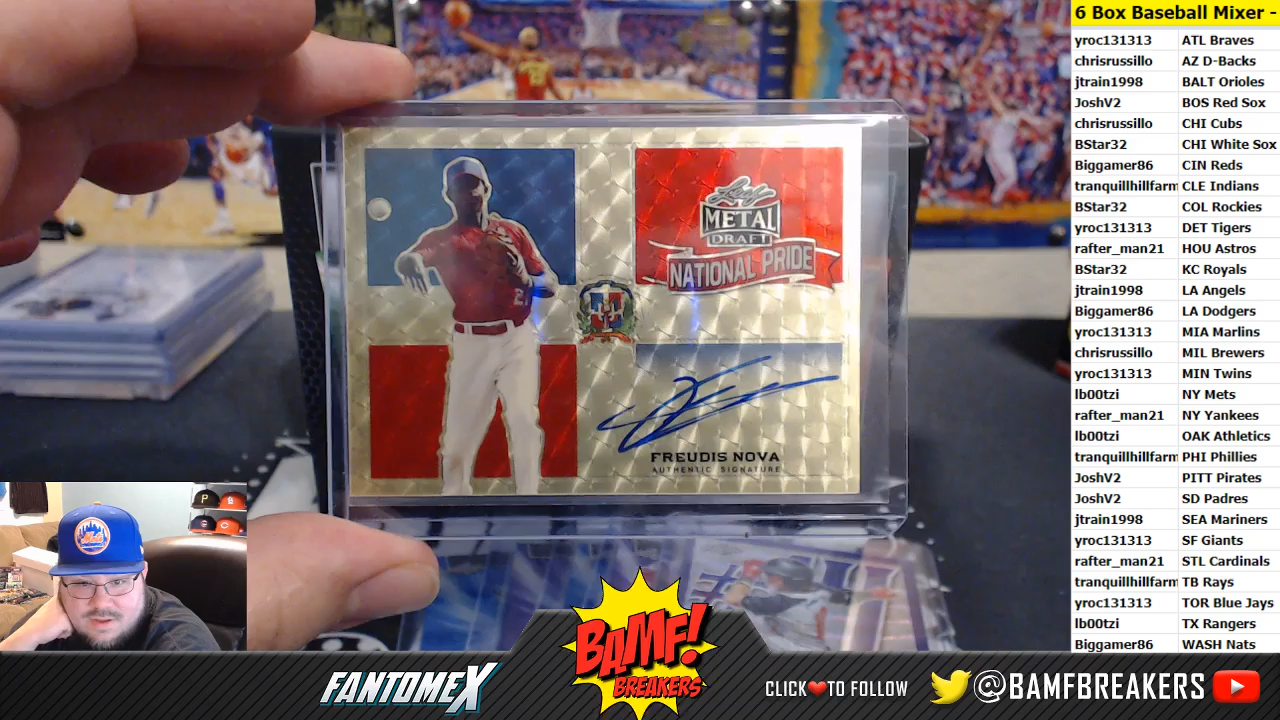 6 Box Baseball Mixer -
yroc131313 ATL Braves
chrisrussillo AZ D-Backs
jtrain1998 BALT Orioles
JoshV2 BOS Red Sox
chrisrussillo CHI Cubs
BStar32 CHI White Sox
Biggamer86 CIN Reds
tranquillhillfarm CLE Indians
BStar32 COL Rockies
yroc131313 DET Tigers
rafter_man21 HOU Astros
BStar32 KC Royals
jtrain1998 LA Angels
Biggamer86 LA Dodgers
yroc131313 MIA Marlins
chrisrussillo MIL Brewers
yroc131313 MIN Twins
lb00tzi NY Mets
rafter_man21 NY Yankees
lb00tzi OAK Athletics
tranquillhillfarm PHI Phillies
JoshV2 PITT Pirates
JoshV2 SD Padres
jtrain1998 SEA Mariners
yroc131313 SF Giants
rafter_man21 STL Cardinals
tranquillhillfarm TB Rays
yroc131313 TOR Blue Jays
lb00tzi TX Rangers
Biggamer86 WASH Nats
Leaf
METAL
DRAFT
NATIONAL PRIDE
2
FREUDIS NOVA
AUTHENTIC SIGNATURE
Mets
P
FANTOMEX
BAMF!
BREAKERS
CLICK TO FOLLOW
@BAMFBREAKERS